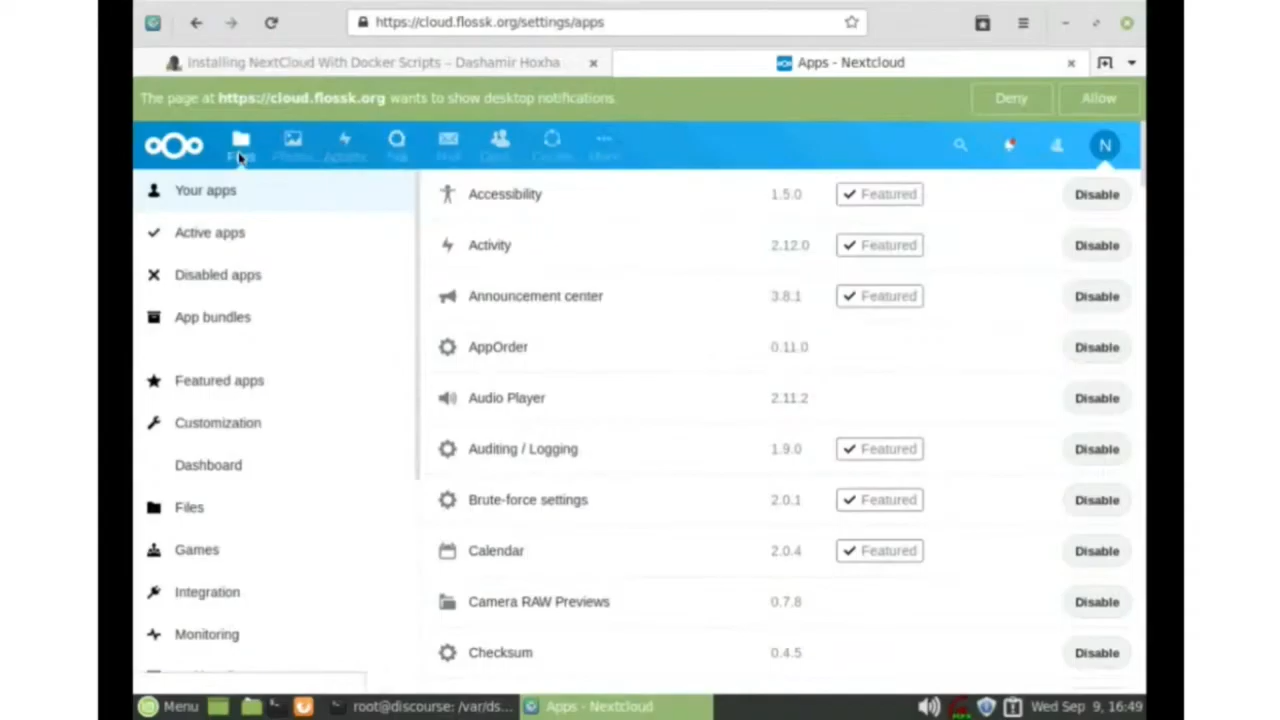 https://cloud.flossk.org/settings/apps
Installing NextCloud With Docker Scripts – Dashamir Hoxha
Apps - Nextcloud
The page at https://cloud.flossk.org wants to show desktop notifications.
Deny
Allow
Files
N
Your apps
Active apps
Disabled apps
App bundles
Featured apps
Customization
Dashboard
Files
Games
Integration
Monitoring
Accessibility 1.5.0 Featured Disable
Activity 2.12.0 Featured Disable
Announcement center 3.8.1 Featured Disable
AppOrder 0.11.0 Disable
Audio Player 2.11.2 Disable
Auditing / Logging 1.9.0 Featured Disable
Brute-force settings 2.0.1 Featured Disable
Calendar 2.0.4 Featured Disable
Camera RAW Previews 0.7.8 Disable
Checksum 0.4.5 Disable
Menu
root@discourse: /var/ds...
Apps - Nextcloud
Wed Sep 9, 16:49